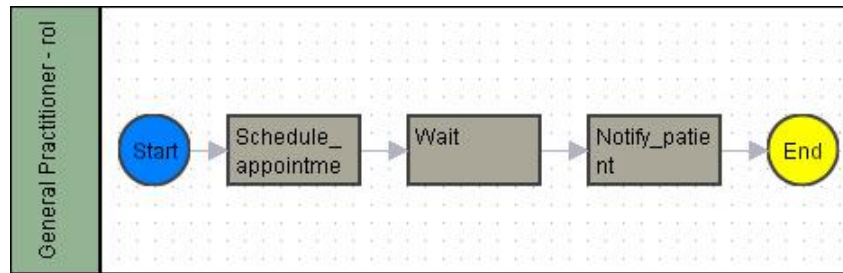 General Practitioner - rol
Start
Schedule_
appointme
Wait
Notify_patie
nt
End